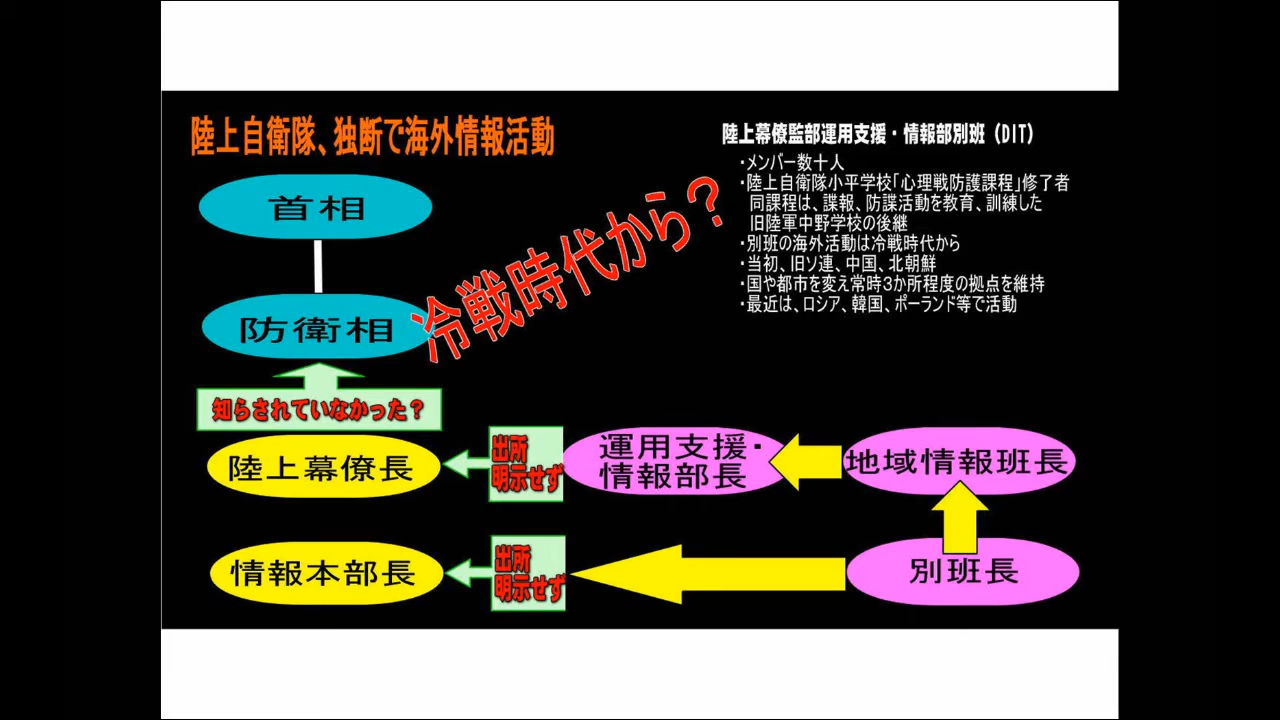 陸上自衛隊、独断で海外情報活動
首相
防衛相
冷戦時代から？
知らされていなかった？
陸上幕僚長
出所
明示せず
運用支援・
情報部長
地域情報班長
情報本部長
出所
明示せず
別班長
陸上幕僚監部運用支援・情報部別班（DIT）
・メンバー数十人
・陸上自衛隊小平学校「心理戦防護課程」修了者
同課程は、諜報、防諜活動を教育、訓練した
旧陸軍中野学校の後継
・別班の海外活動は冷戦時代から
・当初、旧ソ連、中国、北朝鮮
・国や都市を変え常時３か所程度の拠点を維持
・最近は、ロシア、韓国、ポーランド等で活動